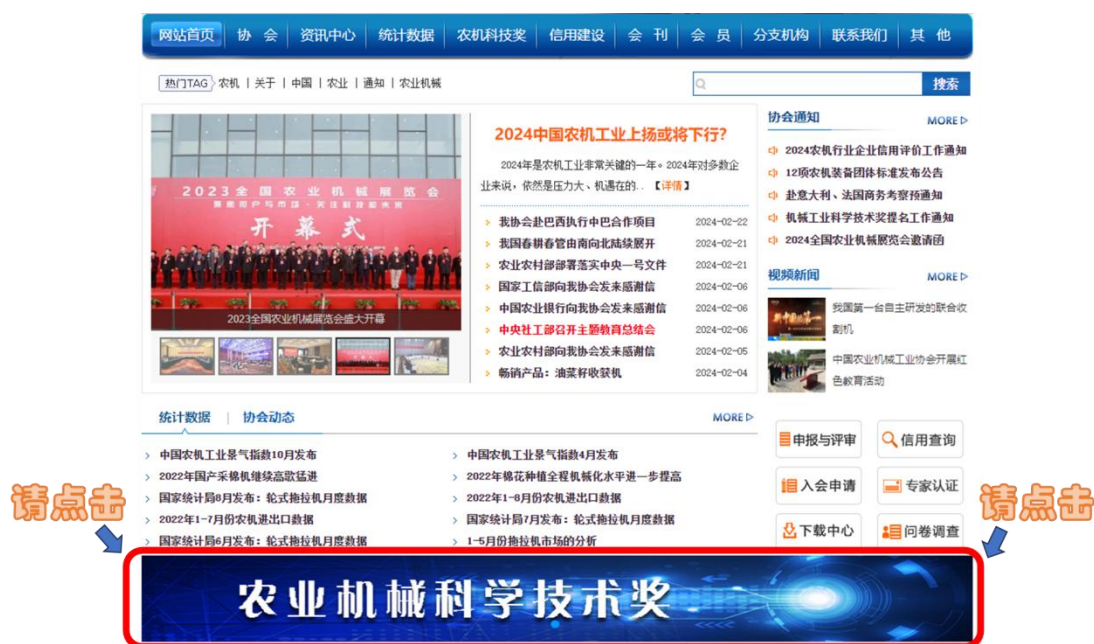 网站首页 协 会 资讯中心 统计数据 农机科技奖 信用建设 会 刊 会 员 分支机构 联系我们 其 他
热门TAG 农机 | 关于 | 中国 | 农业 | 通知 | 农业机械
搜索
2023全国农业机械展览会
开幕式
2023全国农业机械展览会盛大开幕
2024中国农机工业上扬或将下行?
2024年是农机工业非常关键的一年。2024年对多数企
业来说,依然是压力大、机遇在的.. 【详情】
我协会赴巴西执行中巴合作项目 2024-02-22
我国春耕春管由南向北陆续展开 2024-02-21
农业农村部部署落实中央一号文件 2024-02-21
国家工信部向我协会发来感谢信 2024-02-06
中国农业银行向我协会发来感谢信 2024-02-06
中央社工部召开主题教育总结会 2024-02-06
农业农村部向我协会发来感谢信 2024-02-05
畅销产品:油菜籽收获机 2024-02-04
协会通知 MORE
2024农机行业企业信用评价工作通知
12项农机装备团体标准发布公告
赴意大利、法国商务考察预通知
机械工业科学技术奖提名工作通知
2024全国农业机械展览会邀请函
视频新闻 MORE
我国第一台自主研发的联合收
割机
中国农业机械工业协会开展红
色教育活动
统计数据 | 协会动态 MORE
中国农机工业景气指数10月发布
2022年国产采棉机继续高歌猛进
国家统计局8月发布:轮式拖拉机月度数据
2022年1-7月份农机进出口数据
国家统计局6月发布:轮式拖拉机月度数据
中国农机工业景气指数4月发布
2022年棉花种植全程机械化水平进一步提高
2022年1-8月份农机进出口数据
国家统计局7月发布:轮式拖拉机月度数据
1-5月份拖拉机市场的分析
申报与评审 信用查询
入会申请 专家认证
下载中心 问卷调查
请点击
请点击
农业机械科学技术奖